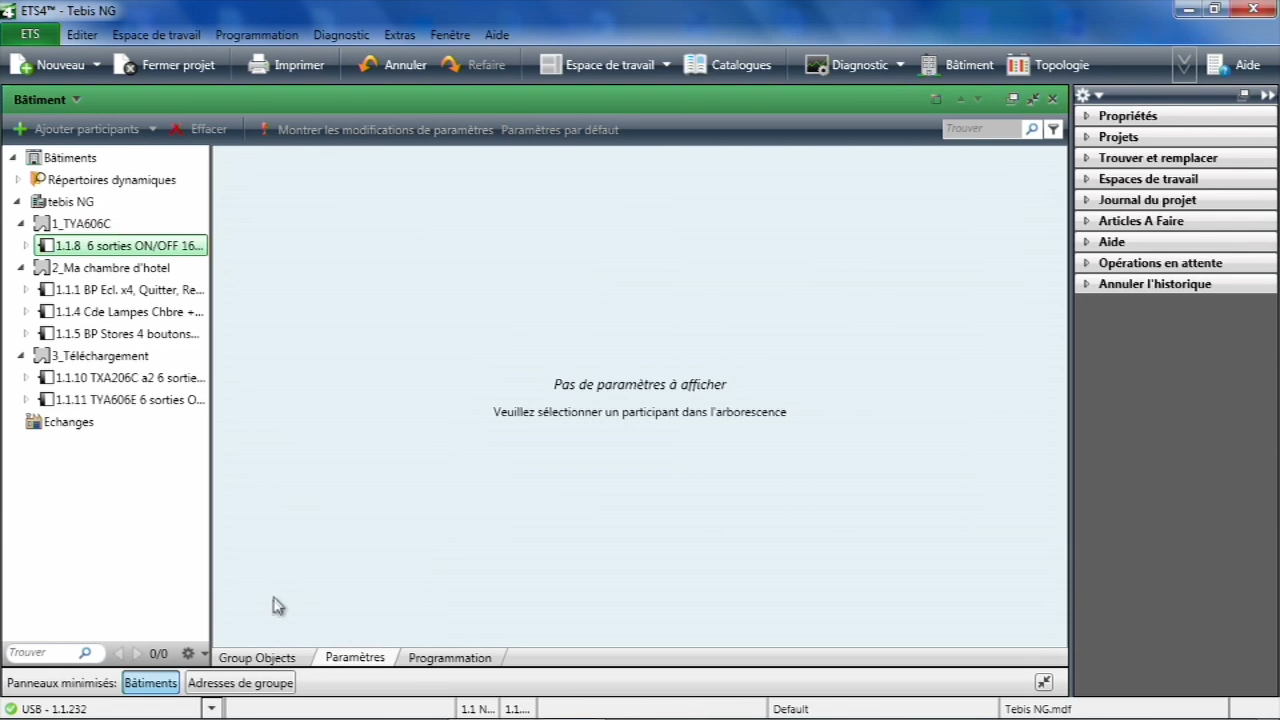 ETS4™ - Tebis NG
ETS Editer Espace de travail Programmation Diagnostic Extras Fenêtre Aide
Nouveau Fermer projet Imprimer Annuler Refaire Espace de travail Catalogues Diagnostic Bâtiment Topologie Aide
Bâtiment
Ajouter participants Effacer Montrer les modifications de paramètres Paramètres par défaut Trouver
Bâtiments
Répertoires dynamiques
tebis NG
1_TYA606C
1.1.8 6 sorties ON/OFF 16...
2_Ma chambre d'hotel
1.1.1 BP Ecl. x4, Quitter, Re...
1.1.4 Cde Lampes Chbre +...
1.1.5 BP Stores 4 boutons...
3_Téléchargement
1.1.10 TXA206C a2 6 sortie...
1.1.11 TYA606E 6 sorties O...
Echanges
Pas de paramètres à afficher
Veuillez sélectionner un participant dans l'arborescence
Propriétés
Projets
Trouver et remplacer
Espaces de travail
Journal du projet
Articles A Faire
Aide
Opérations en attente
Annuler l'historique
Trouver 0/0
Group Objects Paramètres Programmation
Panneaux minimisés: Bâtiments Adresses de groupe
USB - 1.1.232 1.1 N... 1.1.... Default Tebis NG.mdf